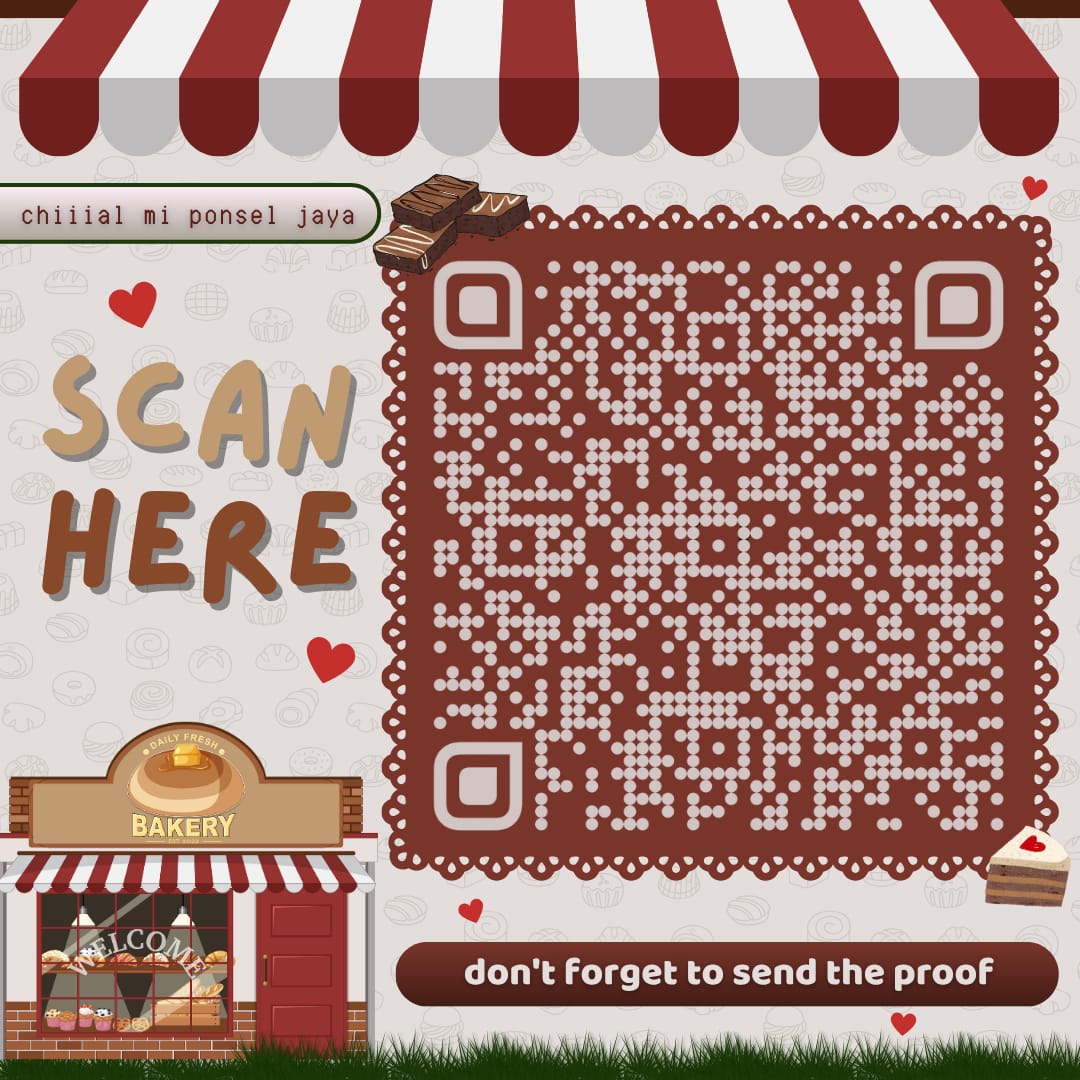 chiiial mi ponsel jaya
SCAN
HERE
DAILY FRESH
BAKERY
WELCOME
don't forget to send the proof